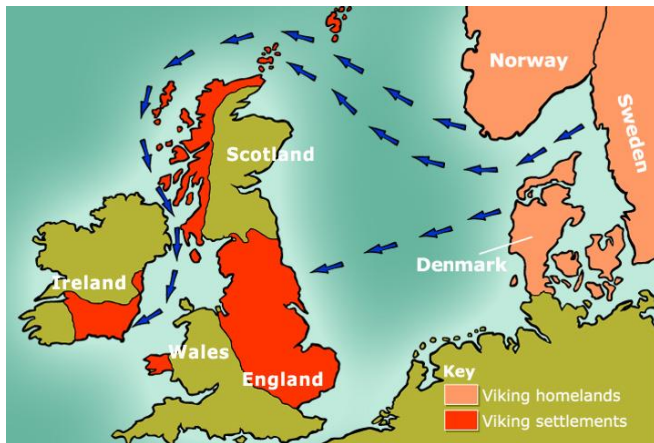 Norway
Sweden
Scotland
Denmark
Ireland
Wales
England
Key
Viking homelands
Viking settlements